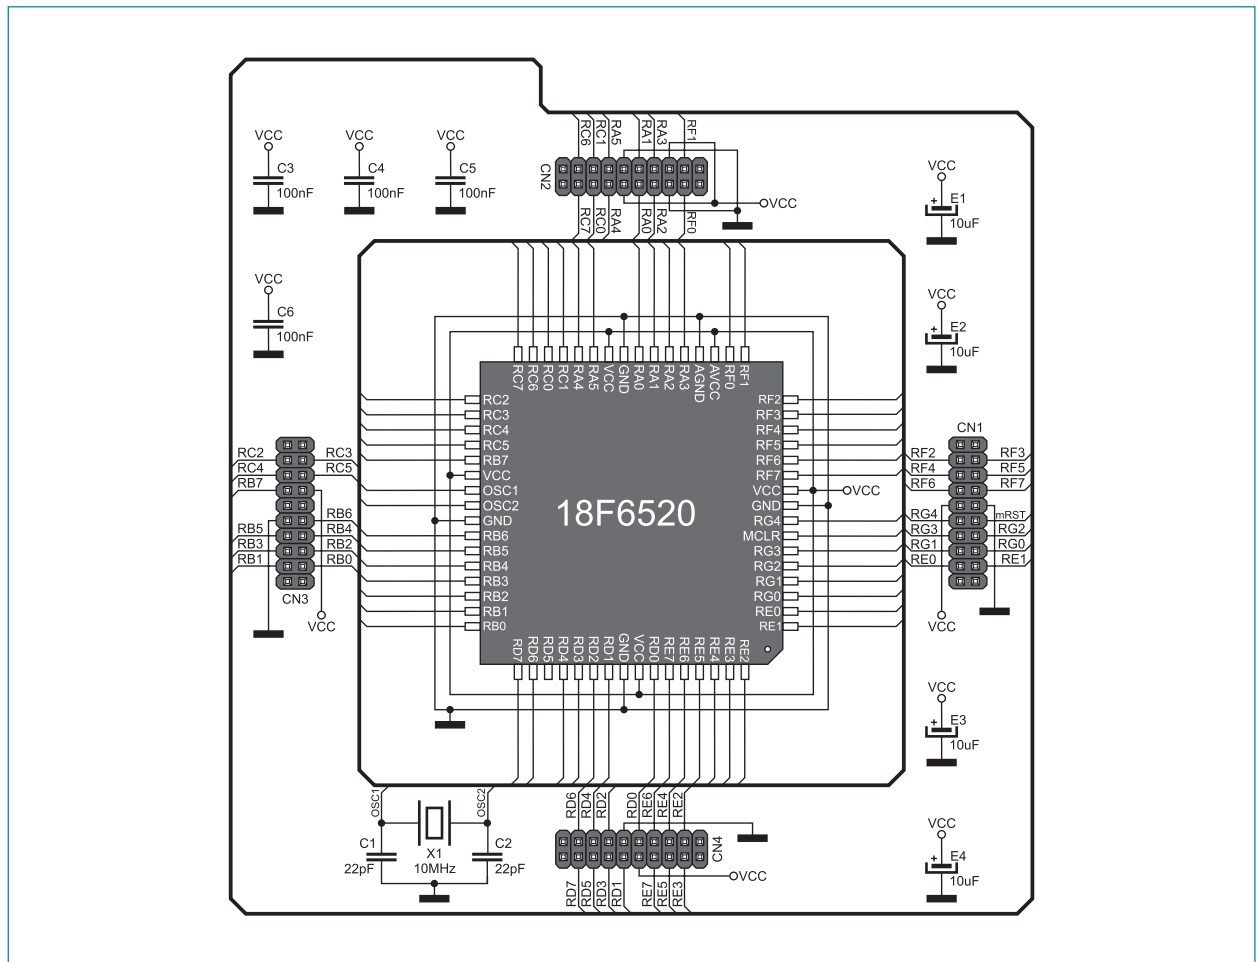 RC6
RC1
RA5
RA1
RA3
RF1
CN2
VCC
RC7
RC0
RA4
RA0
RA2
RF0
VCC
C3
100nF
VCC
C4
100nF
VCC
C5
100nF
VCC
C6
100nF
VCC
E1
10uF
VCC
E2
10uF
RC7
RC6
RC0
RC1
RA4
RA5
VCC
GND
RA0
RA1
RA2
RA3
AGND
AVCC
RF0
RF1
RC2
RC3
RC4
RC5
RB7
VCC
OSC1
OSC2
GND
RB6
RB5
RB4
RB3
RB2
RB1
RB0
18F6520
RF2
RF3
RF4
RF5
RF6
RF7
VCC
GND
RG4
MCLR
RG3
RG2
RG1
RG0
RE0
RE1
VCC
RD7
RD6
RD5
RD4
RD3
RD2
RD1
GND
VCC
RD0
RE7
RE6
RE5
RE4
RE3
RE2
RC2
RC3
RC4
RC5
RB7
RB6
RB5
RB4
RB3
RB2
RB1
RB0
CN3
VCC
CN1
RF2
RF3
RF4
RF5
RF6
RF7
RG4
mRST
RG3
RG2
RG1
RG0
RE0
RE1
VCC
VCC
E3
10uF
VCC
E4
10uF
OSC1
OSC2
C1
22pF
X1
10MHz
C2
22pF
RD6
RD4
RD2
RD0
RE6
RE4
RE2
CN4
VCC
RD7
RD5
RD3
RD1
RE7
RE5
RE3